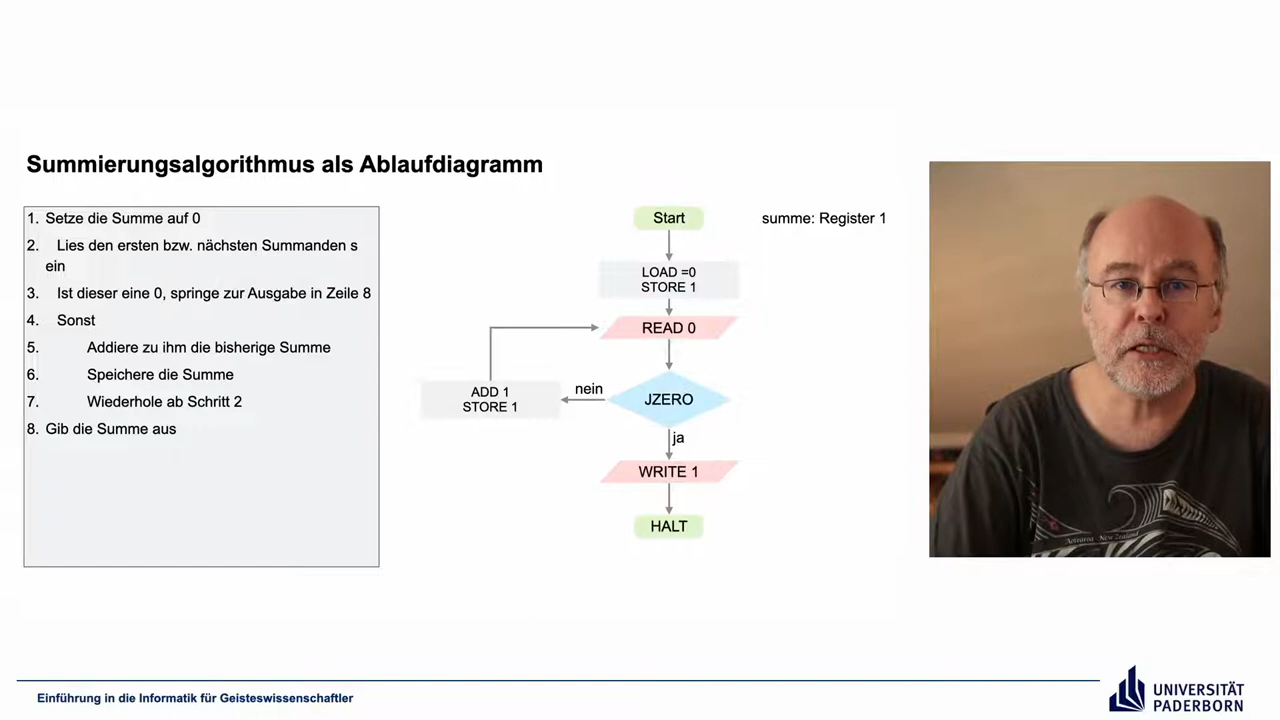 Summierungsalgorithmus als Ablaufdiagramm
1. Setze die Summe auf 0
2. Lies den ersten bzw. nächsten Summanden s
ein
3. Ist dieser eine 0, springe zur Ausgabe in Zeile 8
4. Sonst
5. Addiere zu ihm die bisherige Summe
6. Speichere die Summe
7. Wiederhole ab Schritt 2
8. Gib die Summe aus
Start
summe: Register 1
LOAD =0
STORE 1
READ 0
JZERO
nein
ADD 1
STORE 1
ja
WRITE 1
HALT
Aotearoa - New Zealand
Einführung in die Informatik für Geisteswissenschaftler
UNIVERSITÄT
PADERBORN